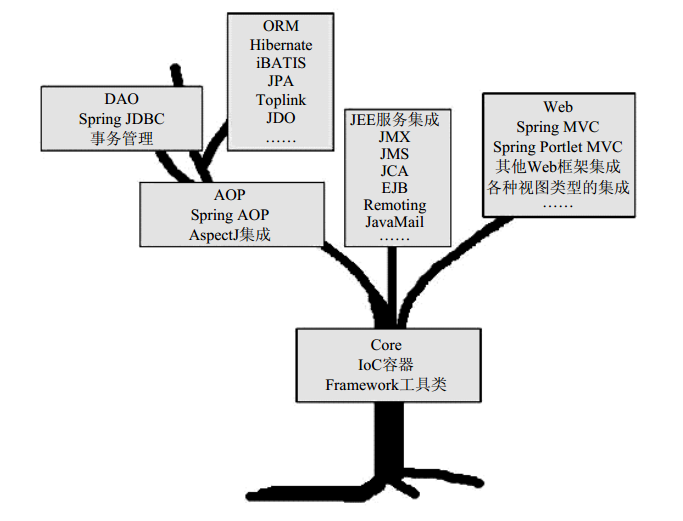 ORM
Hibernate
iBATIS
JPA
Toplink
JDO
……
DAO
Spring JDBC
事务管理
JEE服务集成
JMX
JMS
JCA
EJB
Remoting
JavaMail
……
Web
Spring MVC
Spring Portlet MVC
其他Web框架集成
各种视图类型的集成
……
AOP
Spring AOP
AspectJ集成
Core
IoC容器
Framework工具类